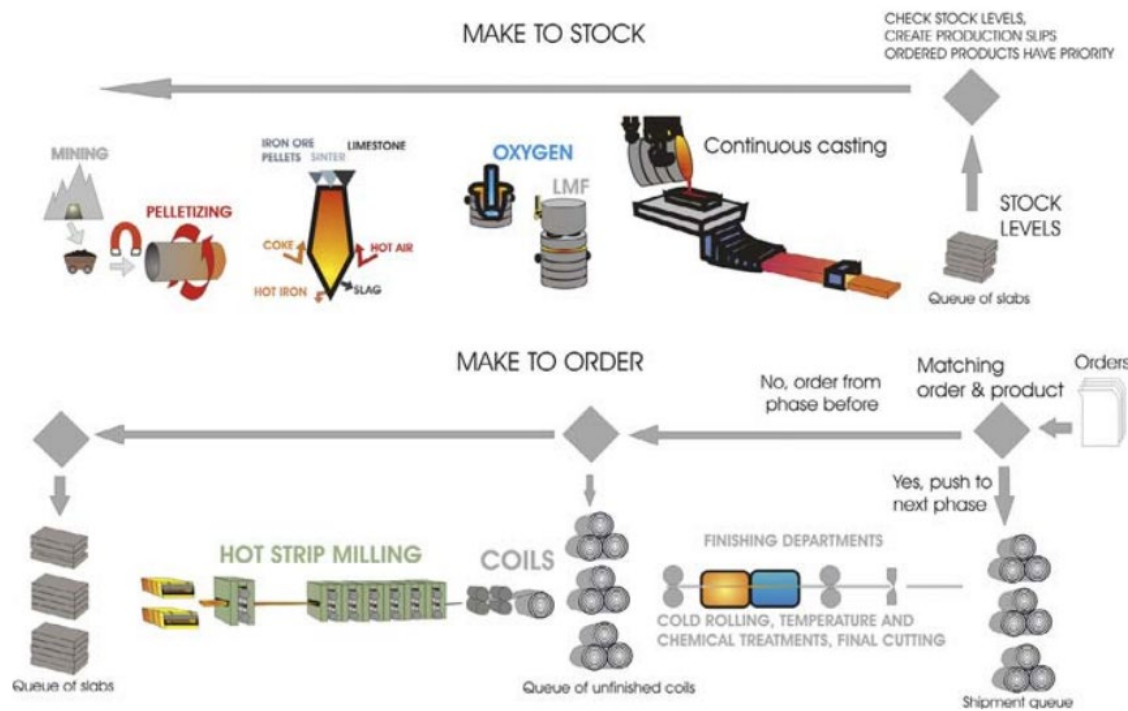 MAKE TO STOCK
CHECK STOCK LEVELS,
CREATE PRODUCTION SLIPS
ORDERED PRODUCTS HAVE PRIORITY
MINING
PELLETIZING
IRON ORE
PELLETS
SINTER
LIMESTONE
COKE
HOT AIR
HOT IRON
SLAG
OXYGEN
LMF
Continuous casting
STOCK
LEVELS
Queue of slabs
MAKE TO ORDER
No, order from
phase before
Matching
order & product
Orders
Yes, push to
next phase
HOT STRIP MILLING
COILS
FINISHING DEPARTMENTS
COLD ROLLING, TEMPERATURE AND
CHEMICAL TREATMENTS, FINAL CUTTING
Queue of slabs
Queue of unfinished coils
Shipment queue